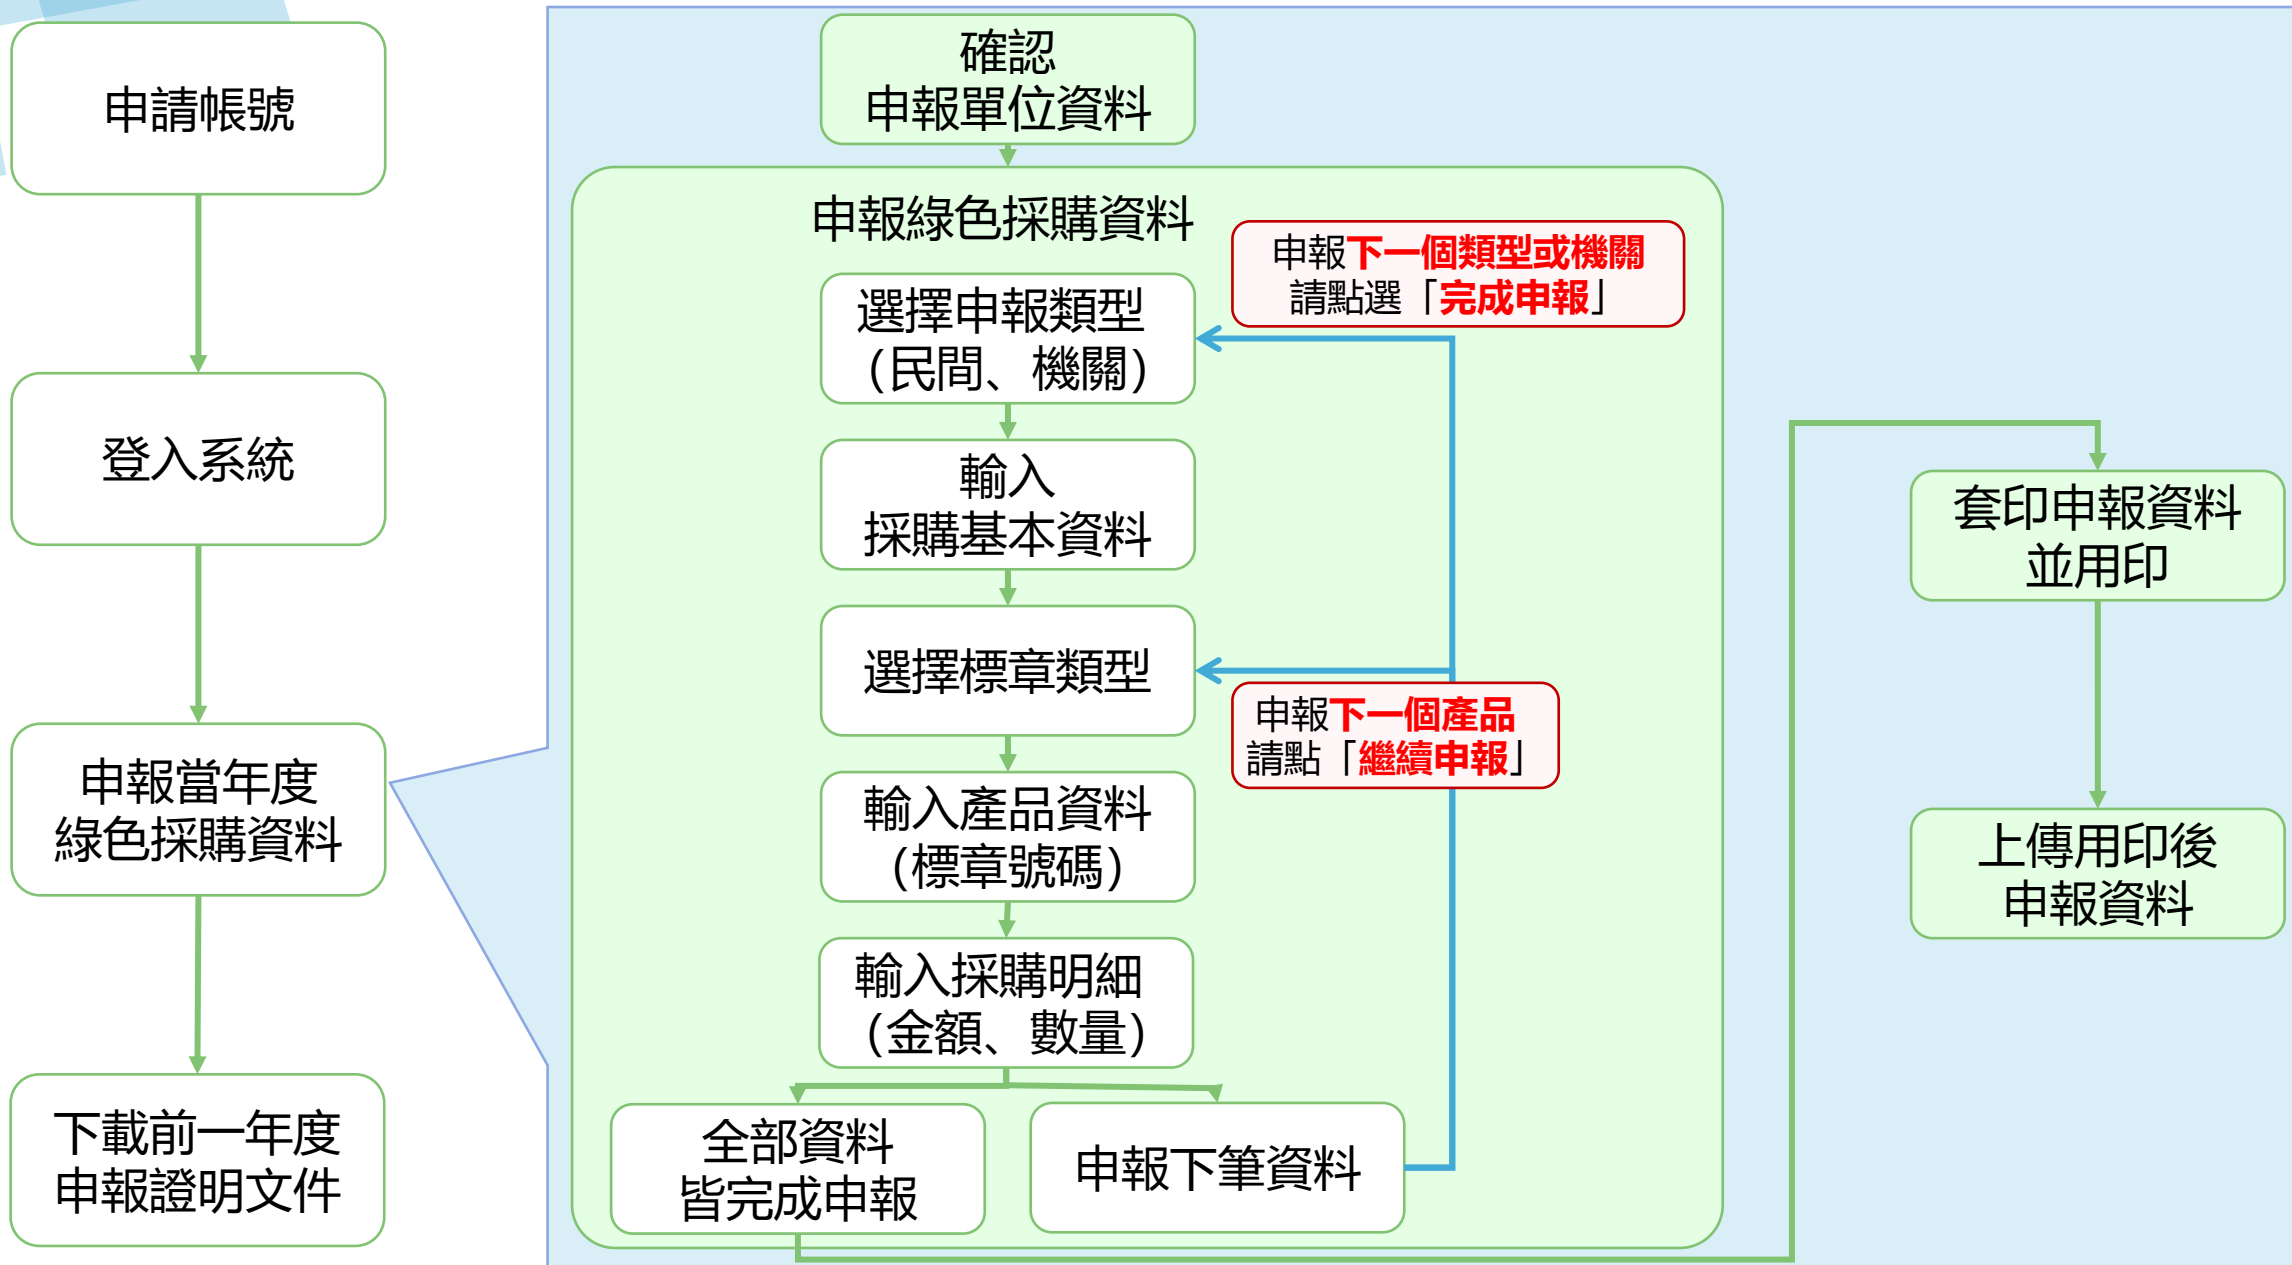 申請帳號
登入系統
申報當年度
綠色採購資料
下載前一年度
申報證明文件
確認
申報單位資料
申報綠色採購資料
選擇申報類型
(民間、機關)
申報下一個類型或機關
請點選「完成申報」
輸入
採購基本資料
選擇標章類型
申報下一個產品
請點「繼續申報」
輸入產品資料
(標章號碼)
輸入採購明細
(金額、數量)
全部資料
皆完成申報
申報下筆資料
套印申報資料
並用印
上傳用印後
申報資料